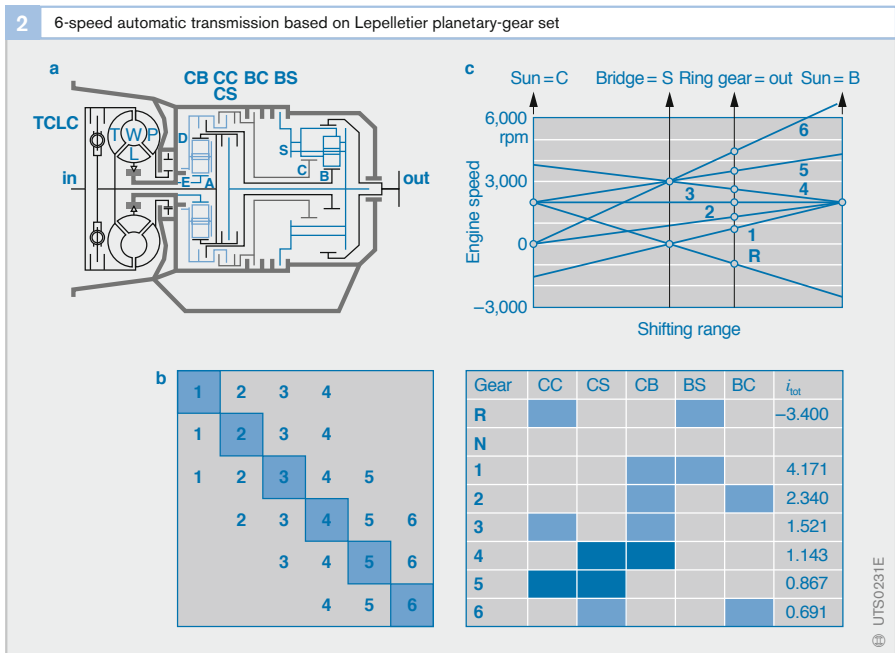 2 6-speed automatic transmission based on Lepelletier planetary-gear set
a
CB CC BC BS
CS
TCLC
T W P
L
D
S
C
B
E A
in
out
c
Sun = C Bridge = S Ring gear = out Sun = B
6,000
rpm
3,000
0
–3,000
Engine speed
6
5
4
3
2
1
R
Shifting range
b
1 2 3 4
1 2 3 4
1 2 3 4 5
2 3 4 5 6
3 4 5 6
4 5 6
Gear CC CS CB BS BC itot
R –3.400
N
1 4.171
2 2.340
3 1.521
4 1.143
5 0.867
6 0.691
UTS0231E